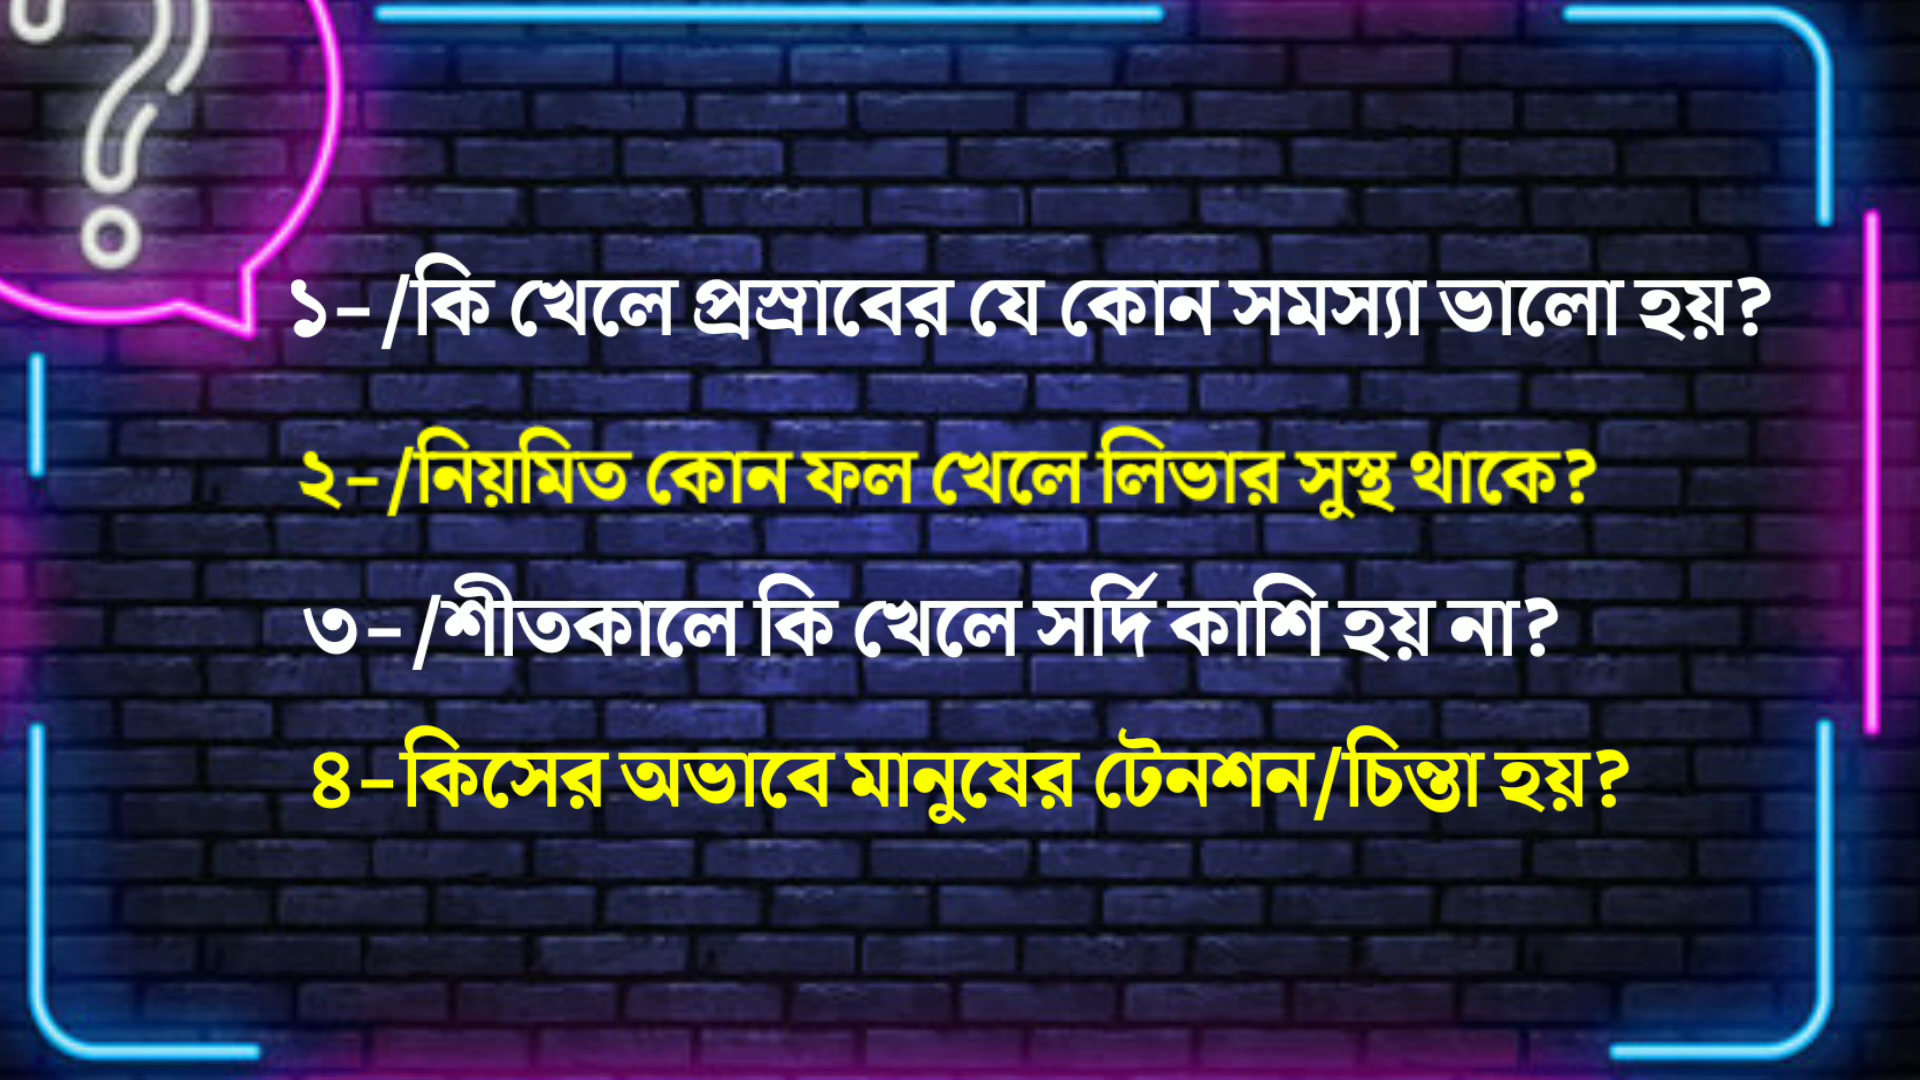 ১-/কি খেলে প্রস্রাবের যে কোন সমস্যা ভালো হয়?
২-/নিয়মিত কোন ফল খেলে লিভার সুস্থ থাকে?
৩-/শীতকালে কি খেলে সর্দি কাশি হয় না?
৪-কিসের অভাবে মানুষের টেনশন/চিন্তা হয়?